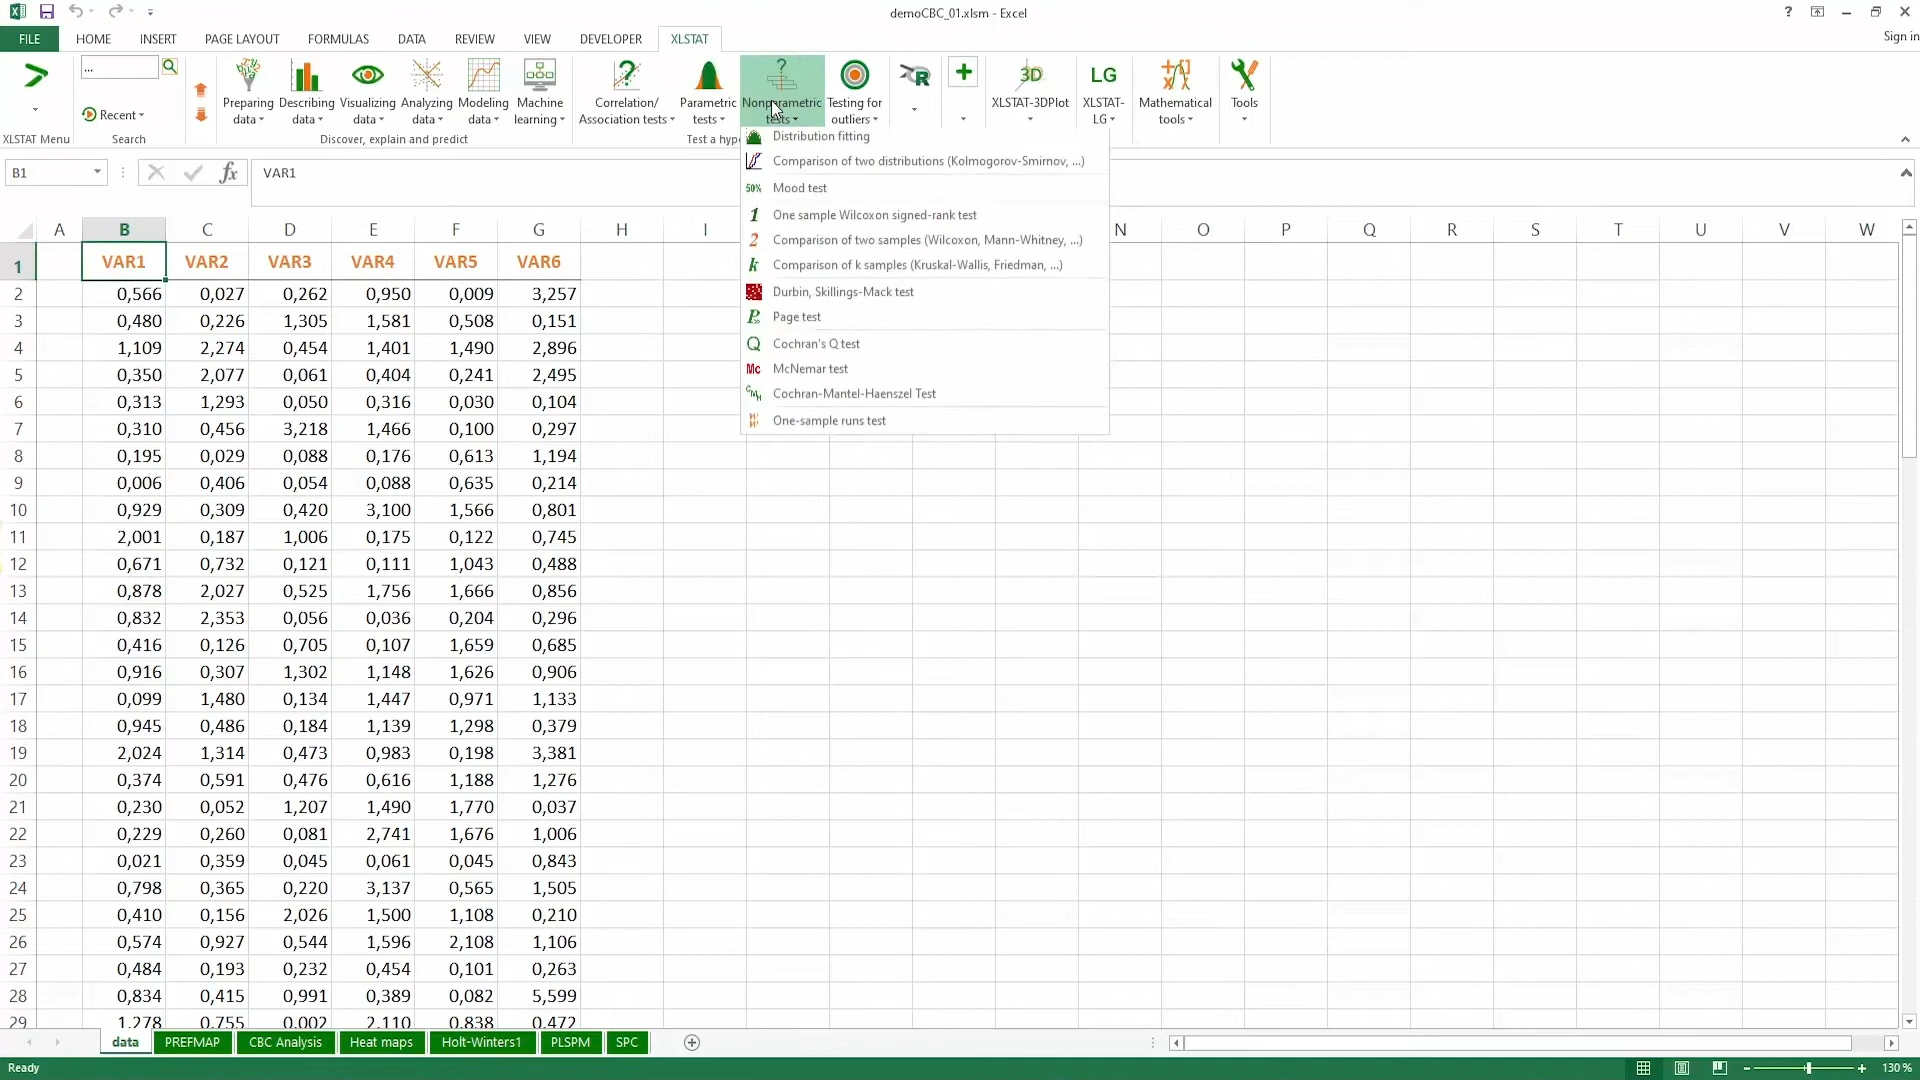 demoCBC_01.xlsm - Excel
FILE HOME INSERT PAGE LAYOUT FORMULAS DATA REVIEW VIEW DEVELOPER XLSTAT Sign in
... Recent
Preparing data Describing data Visualizing data Analyzing data Modeling data Machine learning Correlation/ Association tests Parametric tests Nonparametric tests Testing for outliers R 3D XLSTAT-3DPlot LG XLSTAT-LG Mathematical tools Tools
XLSTAT Menu Search Discover, explain and predict Test a hyp
Distribution fitting
Comparison of two distributions (Kolmogorov-Smirnov, ...)
50% Mood test
1 One sample Wilcoxon signed-rank test
2 Comparison of two samples (Wilcoxon, Mann-Whitney, ...)
k Comparison of k samples (Kruskal-Wallis, Friedman, ...)
Durbin, Skillings-Mack test
P Page test
Q Cochran's Q test
Mc McNemar test
Cochran-Mantel-Haenszel Test
One-sample runs test
B1 fx VAR1
A B C D E F G H I N O P Q R S T U V W
1 VAR1 VAR2 VAR3 VAR4 VAR5 VAR6
2 0,566 0,027 0,262 0,950 0,009 3,257
3 0,480 0,226 1,305 1,581 0,508 0,151
4 1,109 2,274 0,454 1,401 1,490 2,896
5 0,350 2,077 0,061 0,404 0,241 2,495
6 0,313 1,293 0,050 0,316 0,030 0,104
7 0,310 0,456 3,218 1,466 0,100 0,297
8 0,195 0,029 0,088 0,176 0,613 1,194
9 0,006 0,406 0,054 0,088 0,635 0,214
10 0,929 0,309 0,420 3,100 1,566 0,801
11 2,001 0,187 1,006 0,175 0,122 0,745
12 0,671 0,732 0,121 0,111 1,043 0,488
13 0,878 2,027 0,525 1,756 1,666 0,856
14 0,832 2,353 0,056 0,036 0,204 0,296
15 0,416 0,126 0,705 0,107 1,659 0,685
16 0,916 0,307 1,302 1,148 1,626 0,906
17 0,099 1,480 0,134 1,447 0,971 1,133
18 0,945 0,486 0,184 1,139 1,298 0,379
19 2,024 1,314 0,473 0,983 0,198 3,381
20 0,374 0,591 0,476 0,616 1,188 1,276
21 0,230 0,052 1,207 1,490 1,770 0,037
22 0,229 0,260 0,081 2,741 1,676 1,006
23 0,021 0,359 0,045 0,061 0,045 0,843
24 0,798 0,365 0,220 3,137 0,565 1,505
25 0,410 0,156 2,026 1,500 1,108 0,210
26 0,574 0,927 0,544 1,596 2,108 1,106
27 0,484 0,193 0,232 0,454 0,101 0,263
28 0,834 0,415 0,991 0,389 0,082 5,599
29 1,278 0,755 0,002 2,110 0,838 0,472
data PREFMAP CBC Analysis Heat maps Holt-Winters1 PLSPM SPC
Ready 130 %